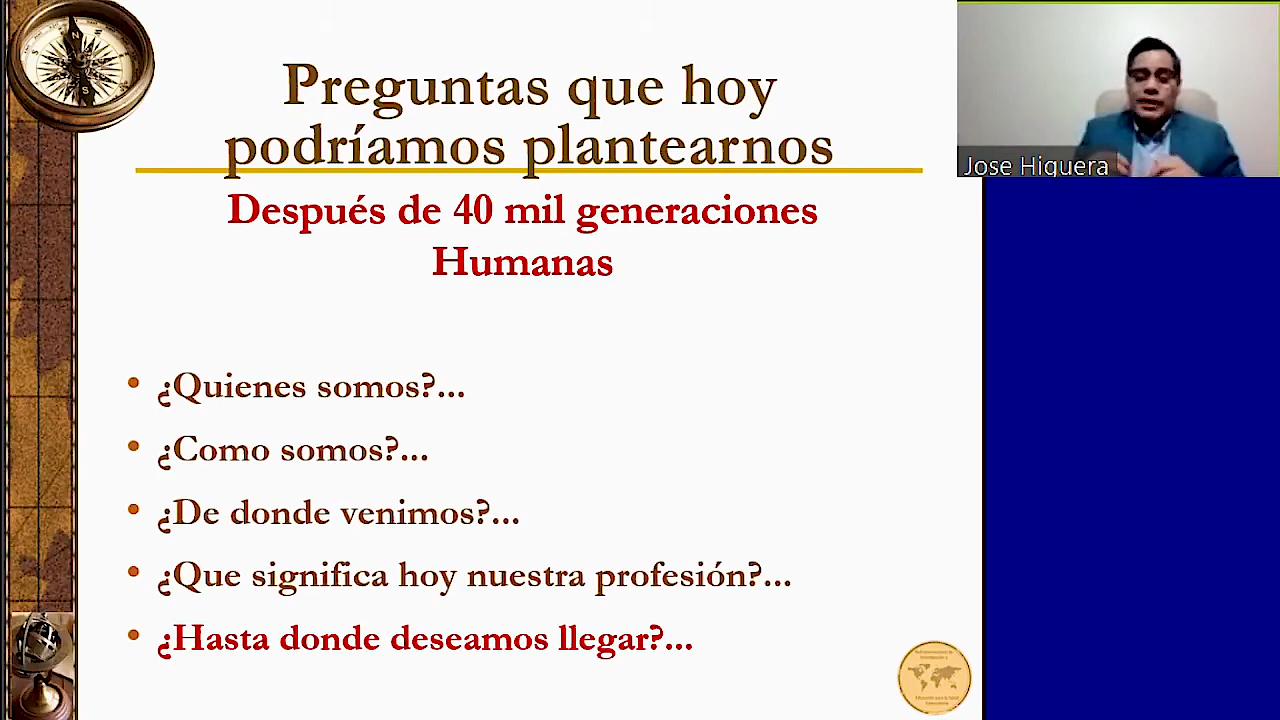 Preguntas que hoy
podríamos plantearnos
Después de 40 mil generaciones
Humanas
• ¿Quienes somos?...
• ¿Como somos?...
• ¿De donde venimos?...
• ¿Que significa hoy nuestra profesión?...
• ¿Hasta donde deseamos llegar?...
Jose Higuera
N
S